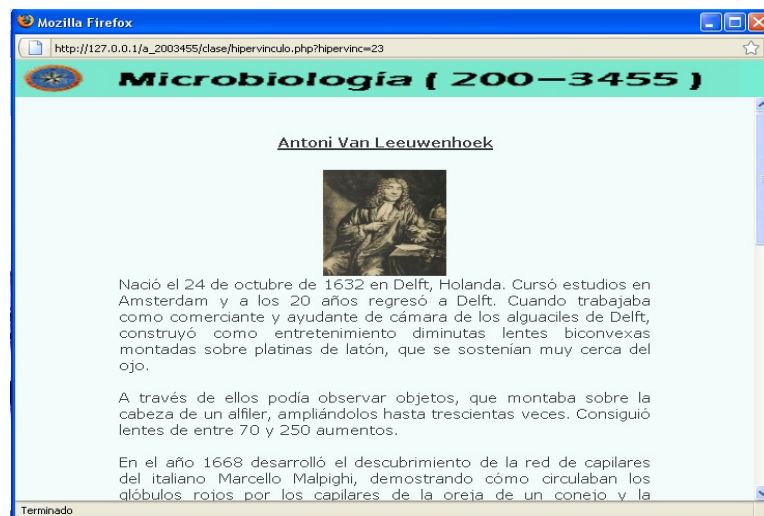 Mozilla Firefox
http://127.0.0.1/a_2003455/clase/hipervinculo.php?hipervinc=23
Microbiología ( 200-3455 )
Antoni Van Leeuwenhoek
Nació el 24 de octubre de 1632 en Delft, Holanda. Cursó estudios en
Amsterdam y a los 20 años regresó a Delft. Cuando trabajaba
como comerciante y ayudante de cámara de los alguaciles de Delft,
construyó como entretenimiento diminutas lentes biconvexas
montadas sobre platinas de latón, que se sostenían muy cerca del
ojo.
A través de ellos podía observar objetos, que montaba sobre la
cabeza de un alfiler, ampliándolos hasta trescientas veces. Consiguió
lentes de entre 70 y 250 aumentos.
En el año 1668 desarrolló el descubrimiento de la red de capilares
del italiano Marcello Malpighi, demostrando cómo circulaban los
glóbulos rojos por los capilares de la oreja de un conejo y la
Terminado